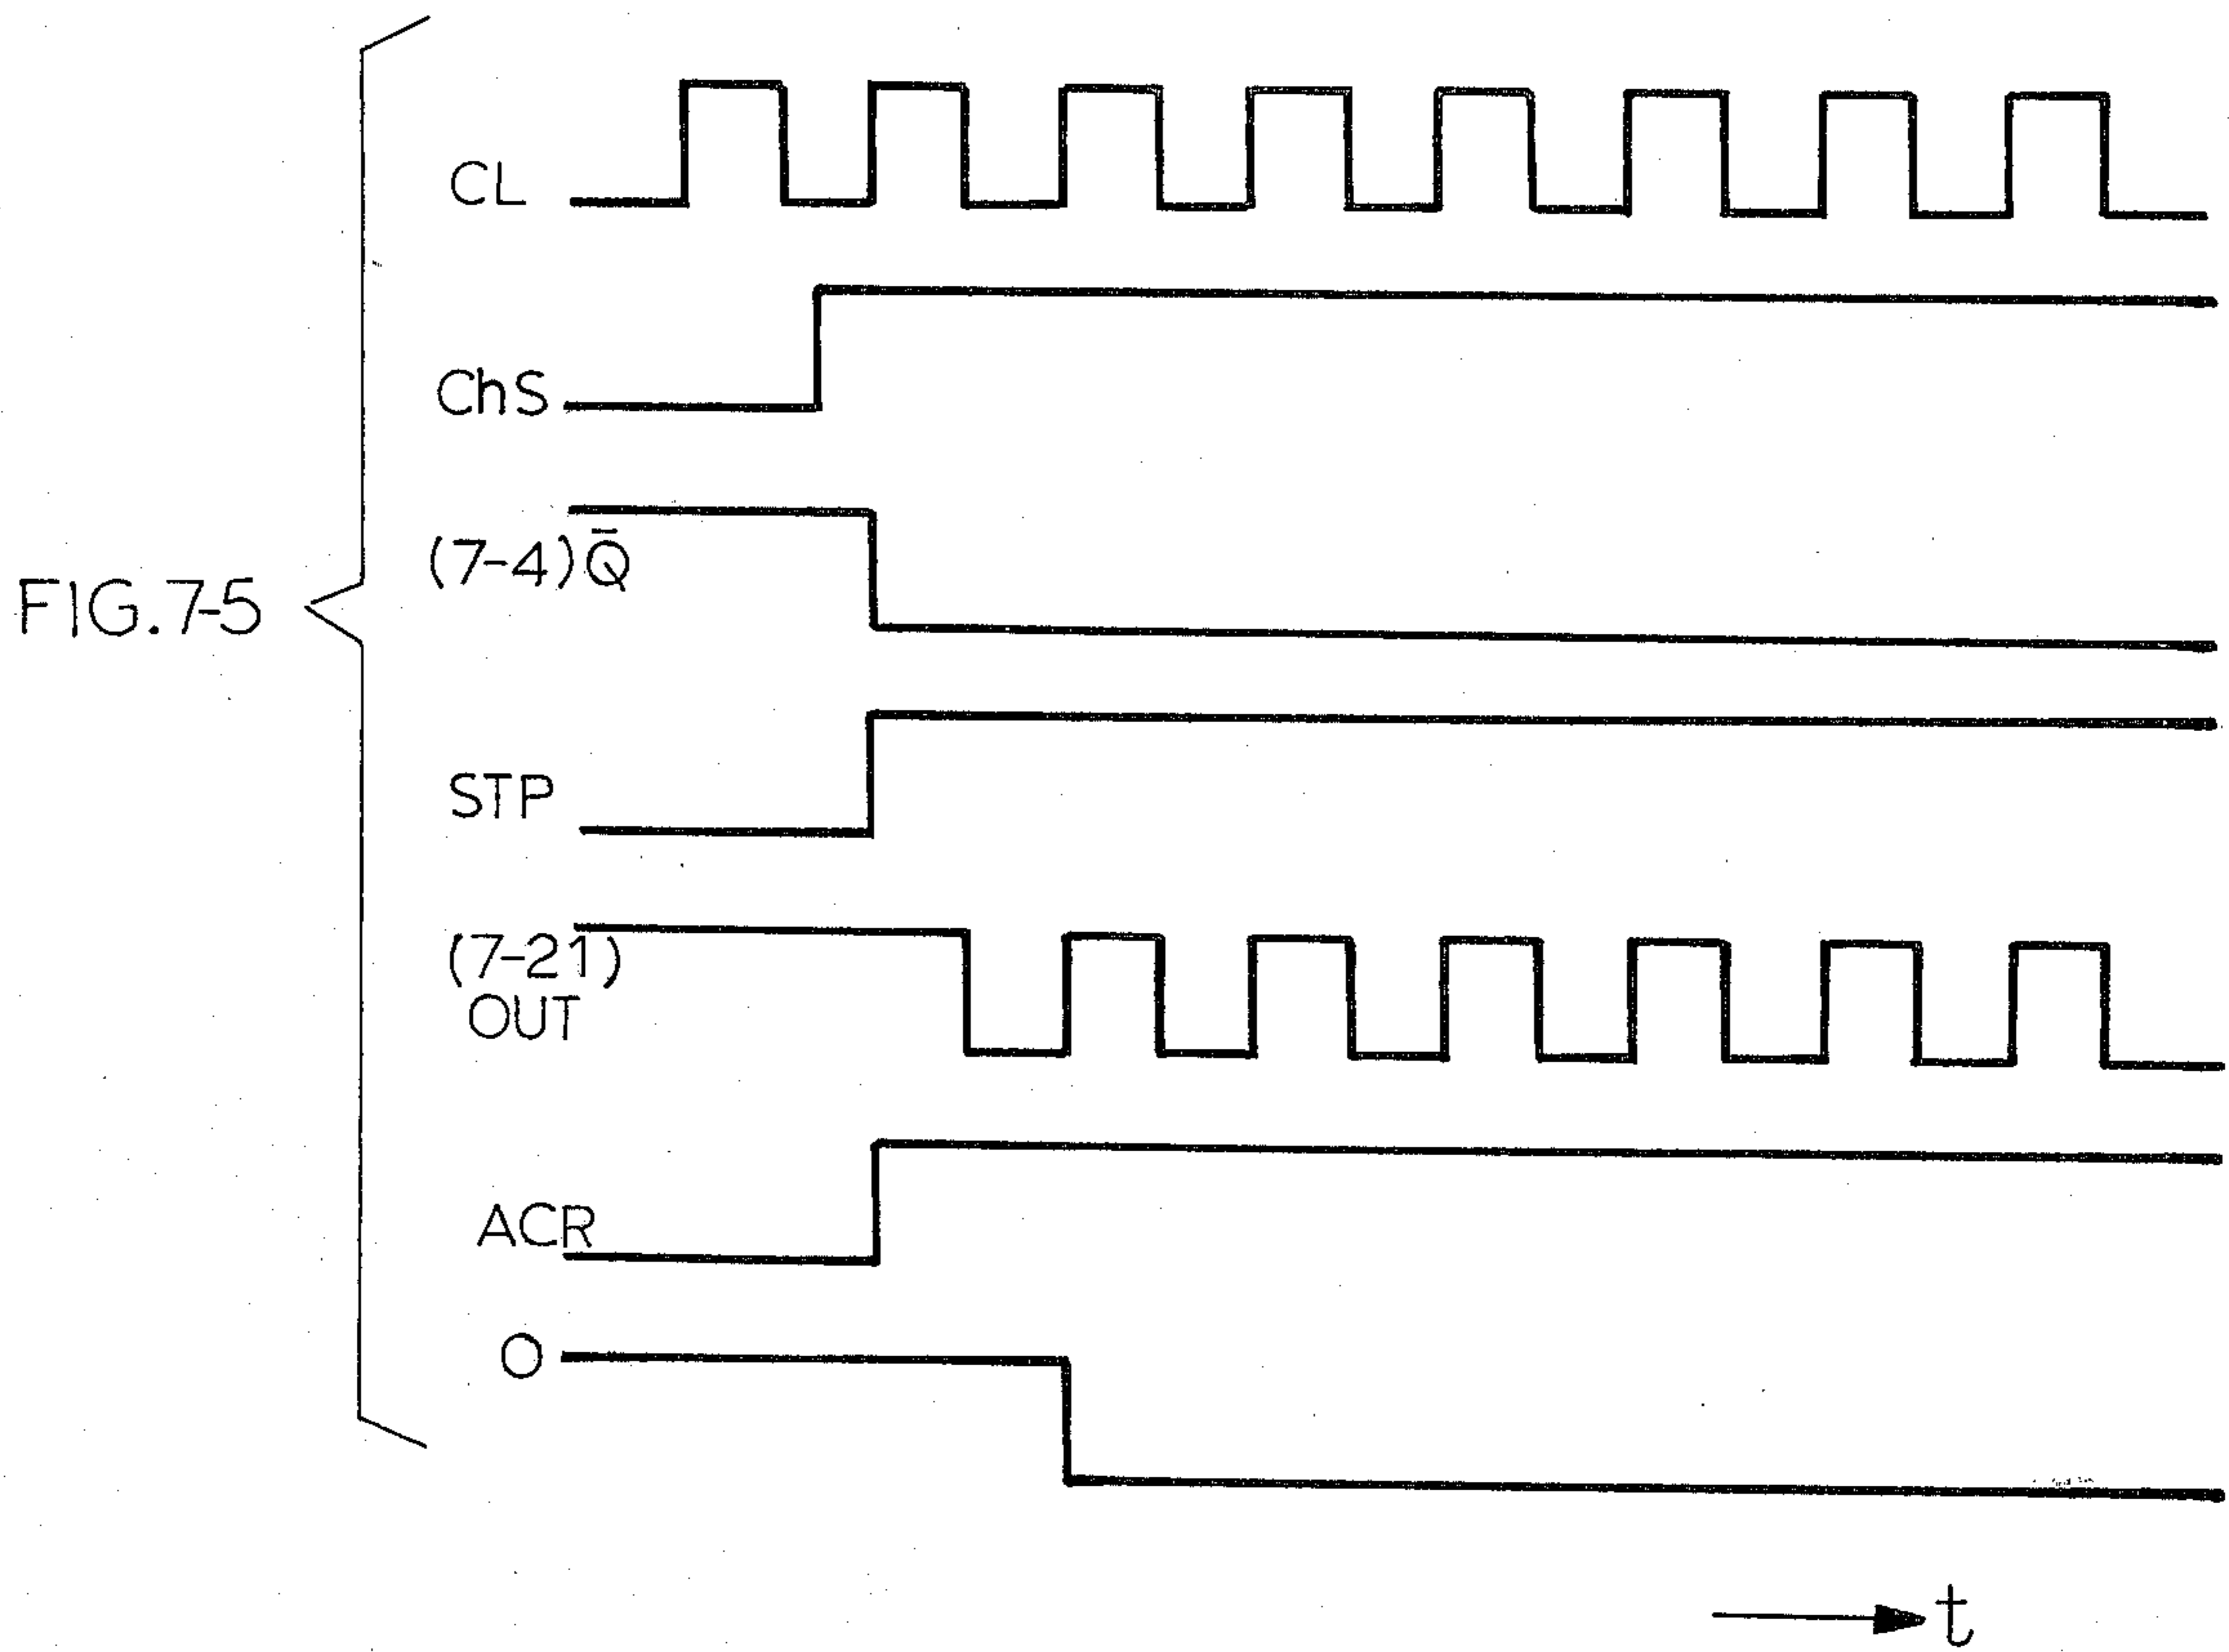 CL
ChS
(7-4)Q̄
FIG.7-5
STP
(7-21)
OUT
ACR
O
t